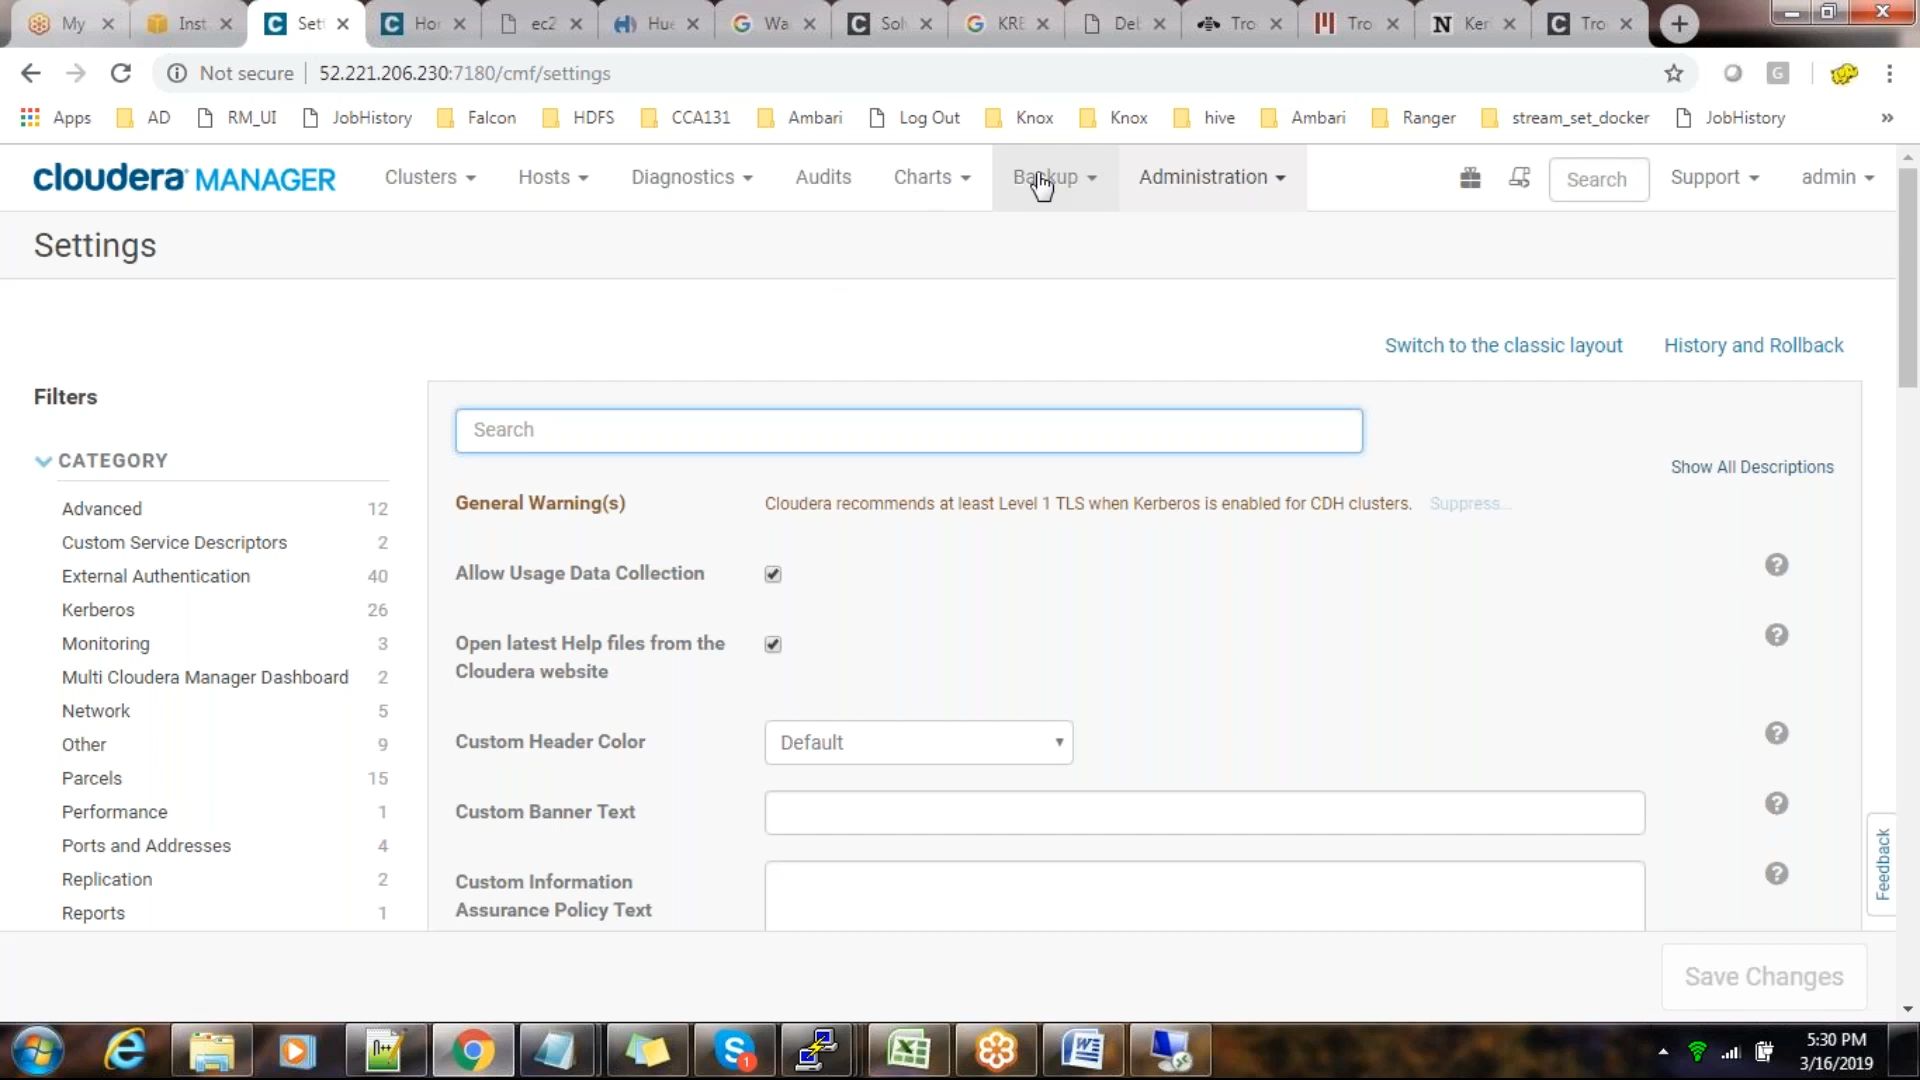 My
Inst
Sett
Hor
ec2
Hue
Wa
Sol
KRE
Del
Tro
Tro
Ker
Tro
Not secure
52.221.206.230:7180/cmf/settings
G
Apps
AD
RM_UI
JobHistory
Falcon
HDFS
CCA131
Ambari
Log Out
Knox
Knox
hive
Ambari
Ranger
stream_set_docker
JobHistory
»
cloudera MANAGER
Clusters
Hosts
Diagnostics
Audits
Charts
Backup
Administration
Search
Support
admin
Settings
Switch to the classic layout
History and Rollback
Filters
Search
CATEGORY
Show All Descriptions
General Warning(s)
Cloudera recommends at least Level 1 TLS when Kerberos is enabled for CDH clusters.
Suppress...
Advanced 12
Custom Service Descriptors 2
External Authentication 40
Kerberos 26
Monitoring 3
Multi Cloudera Manager Dashboard 2
Network 5
Other 9
Parcels 15
Performance 1
Ports and Addresses 4
Replication 2
Reports 1
Allow Usage Data Collection
Open latest Help files from the
Cloudera website
Custom Header Color
Default
Custom Banner Text
Custom Information
Assurance Policy Text
Feedback
Save Changes
5:30 PM
3/16/2019